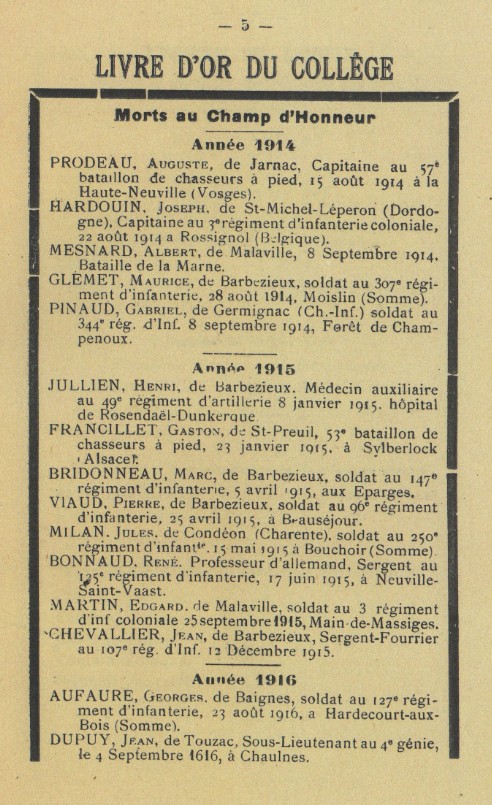 — 5 —
LIVRE D'OR DU COLLÈGE
Morts au Champ d'Honneur
Année 1914
PRODEAU, Auguste, de Jarnac, Capitaine au 57e
bataillon de chasseurs à pied, 15 août 1914 à la
Haute-Neuville (Vosges).
HARDOUIN, Joseph, de St-Michel-Léperon (Dordo-
gne), Capitaine au 3e régiment d'infanterie coloniale,
22 août 1914 a Rossignol (Belgique).
MESNARD, Albert, de Malaville, 8 Septembre 1914.
Bataille de la Marne.
GLEMET, Maurice, de Barbezieux, soldat au 307e régi-
ment d'infanterie, 28 août 1914, Moislin (Somme).
PINAUD, Gabriel, de Germignac (Ch.-Inf.) soldat au
344e rég. d'Inf. 8 septembre 1914, Forêt de Cham-
penoux.
Année 1915
JULLIEN, Henri, de Barbezieux. Médecin auxiliaire
au 49e régiment d'artillerie 8 janvier 1915. hôpital
de Rosendaël-Dunkerque
FRANCILLET, Gaston, de St-Preuil, 53e bataillon de
chasseurs à pied, 23 janvier 1915. à Sylberlock
(Alsace).
BRIDONNEAU, Marc, de Barbezieux, soldat au 147e
régiment d'infanterie, 5 avril 1915, aux Eparges.
VIAUD, Pierre, de Barbezieux, soldat au 96e régiment
d'infanterie, 25 avril 1915, à Beauséjour.
MILAN. Jules. de Condéon (Charente). soldat au 250e
régiment d'infantie. 15 mai 1915 à Bouchoir (Somme).
BONNAUD. René. Professeur d'allemand, Sergent au
125e régiment d'infanterie, 17 juin 1915, à Neuville-
Saint-Vaast.
MARTIN, Edgard. de Malaville, soldat au 3 régiment
d'inf coloniale 25 septembre 1915, Main-de-Massiges.
CHEVALLIER, Jean, de Barbezieux, Sergent-Fourrier
au 107e rég. d'Inf. 12 Décembre 1915.
Année 1916
AUFAURE, Georges, de Baignes, soldat au 127e régi-
ment d'infanterie, 23 août 1916, a Hardecourt-aux-
Bois (Somme).
DUPUY, Jean, de Touzac, Sous-Lieutenant au 4e génie,
le 4 Septembre 1616, à Chaulnes.